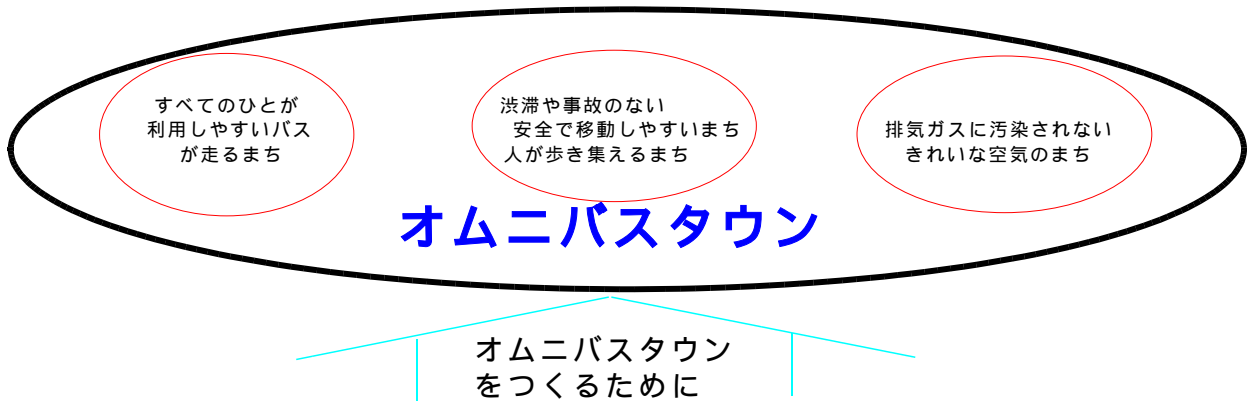 すべてのひとが
利用しやすいバス
が走るまち
渋滞や事故のない
安全で移動しやすいまち
人が歩き集えるまち
排気ガスに汚染されない
きれいな空気のまち
オムニバスタウン
オムニバスタウン
をつくるために